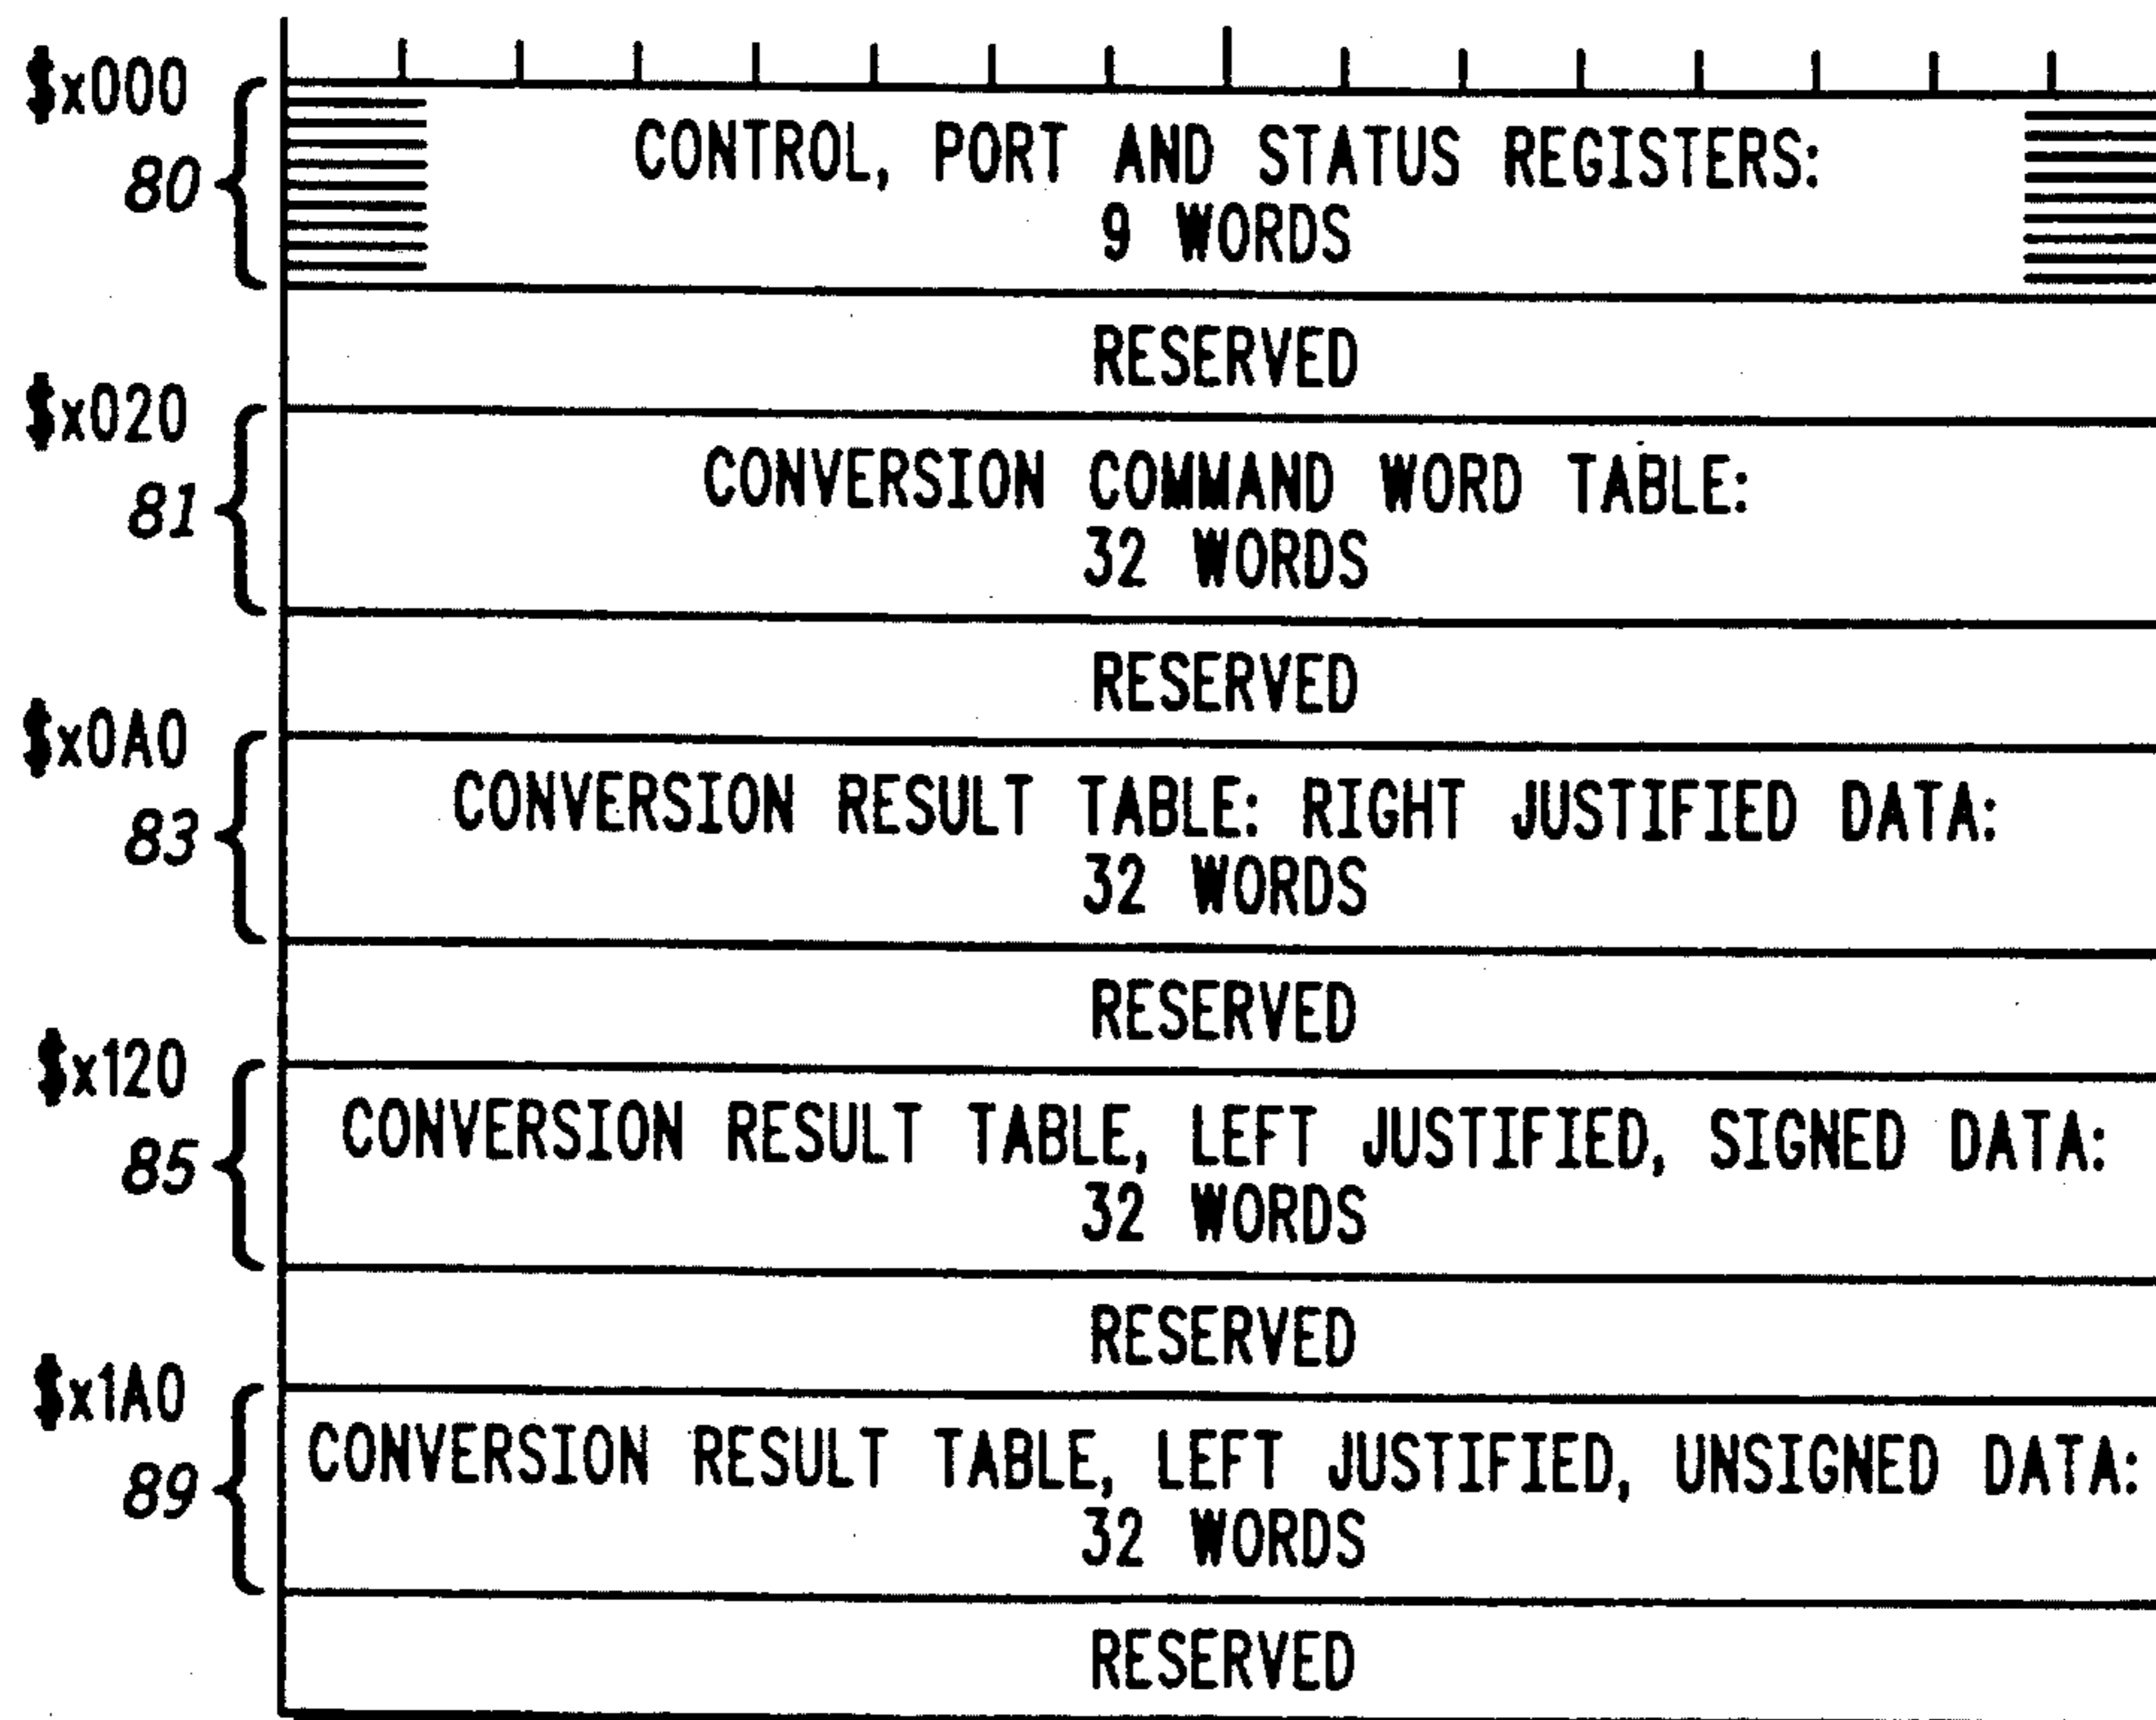 $x000
80
CONTROL, PORT AND STATUS REGISTERS:
9 WORDS
RESERVED
$x020
81
CONVERSION COMMAND WORD TABLE:
32 WORDS
RESERVED
$x0A0
83
CONVERSION RESULT TABLE: RIGHT JUSTIFIED DATA:
32 WORDS
RESERVED
$x120
85
CONVERSION RESULT TABLE, LEFT JUSTIFIED, SIGNED DATA:
32 WORDS
RESERVED
$x1A0
89
CONVERSION RESULT TABLE, LEFT JUSTIFIED, UNSIGNED DATA:
32 WORDS
RESERVED